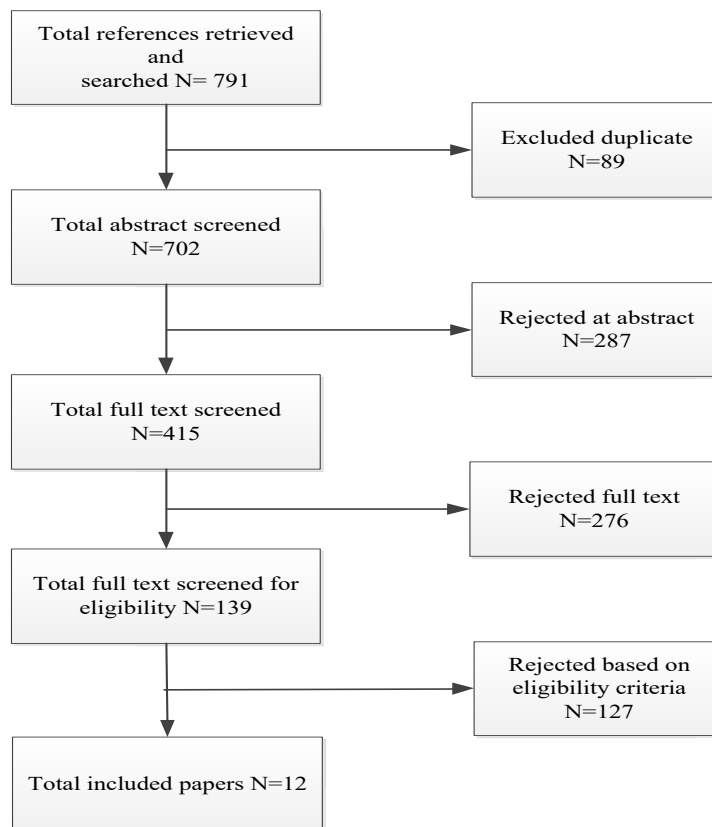 Total references retrieved
and
searched N= 791
Excluded duplicate
N=89
Total abstract screened
N=702
Rejected at abstract
N=287
Total full text screened
N=415
Rejected full text
N=276
Total full text screened for
eligibility N=139
Rejected based on
eligibility criteria
N=127
Total included papers N=12